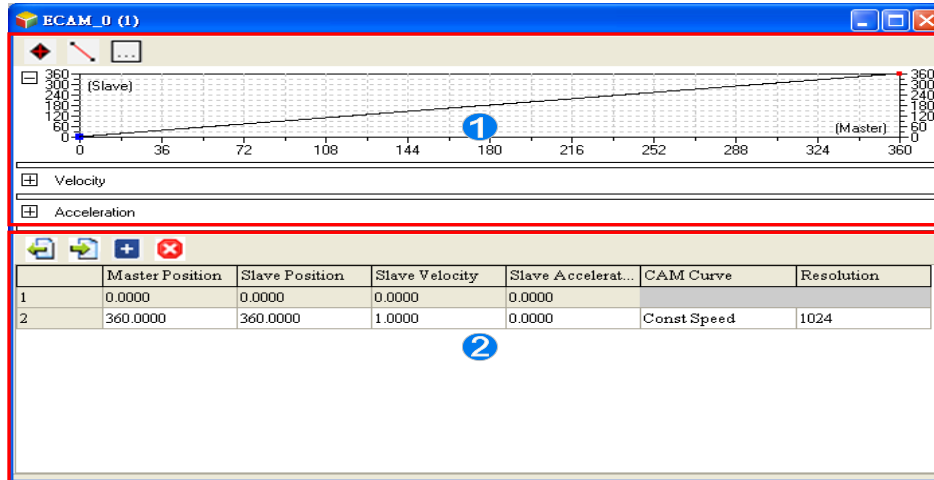 ECAM_0 (1)
...
360 360
300 (Slave) 300
240 240
180 180
120 120
60 (Master) 60
0 0
0 36 72 108 144 180 216 252 288 324 360
1
Velocity
Acceleration
Master Position Slave Position Slave Velocity Slave Accelerat... CAM Curve Resolution
1 0.0000 0.0000 0.0000 0.0000
2 360.0000 360.0000 1.0000 0.0000 Const Speed 1024
2